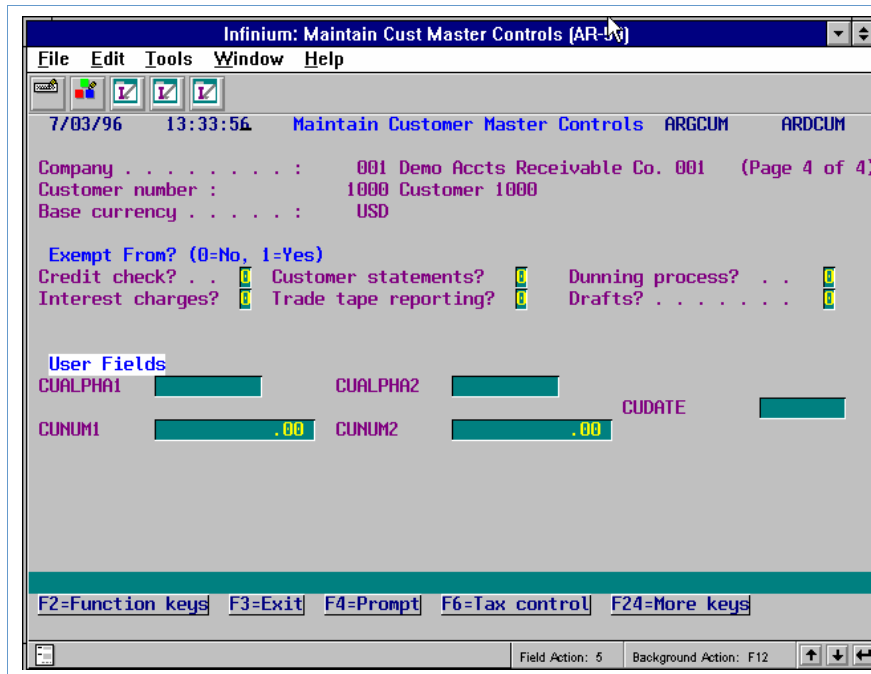 Infinium: Maintain Cust Master Controls (AR-50)
File Edit Tools Window Help
7/03/96 13:33:56 Maintain Customer Master Controls ARGCUM ARDCUM
Company . . . . . . . . : 001 Demo Accts Receivable Co. 001 (Page 4 of 4)
Customer number : 1000 Customer 1000
Base currency . . . . . : USD
Exempt From? (0=No, 1=Yes)
Credit check? . . 0 Customer statements? 0 Dunning process? . . 0
Interest charges? 0 Trade tape reporting? 0 Drafts? . . . . . . . 0
User Fields
CUALPHA1 CUALPHA2
CUDATE
CUNUM1 .00 CUNUM2 .00
F2=Function keys F3=Exit F4=Prompt F6=Tax control F24=More keys
Field Action: 5 Background Action: F12